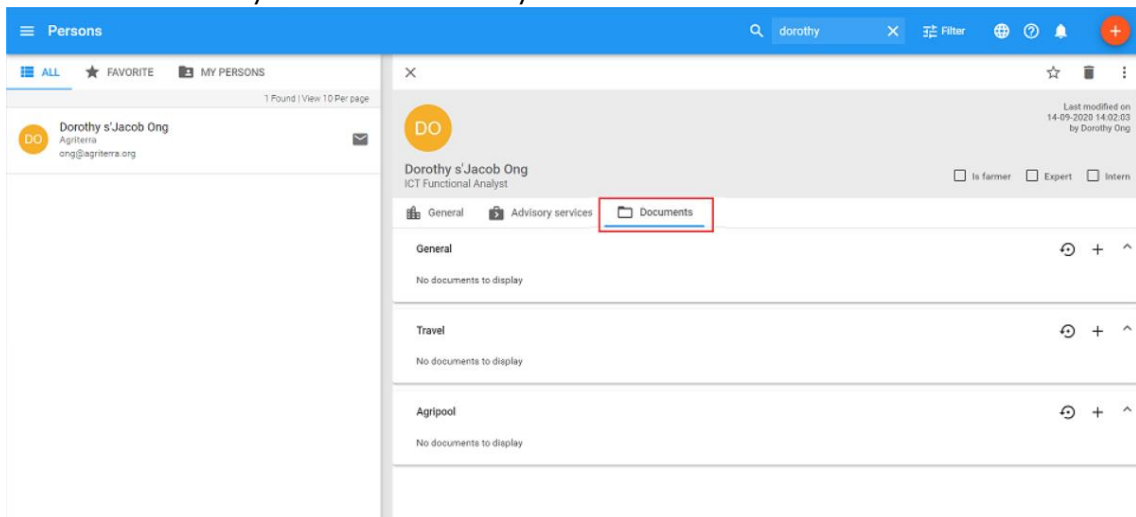 Persons
dorothy
Filter
ALL
FAVORITE
MY PERSONS
1 Found | View 10 Per page
DO
Dorothy s'Jacob Ong
Agriterra
ong@agriterra.org
Last modified on
14-09-2020 14:02:03
by Dorothy Ong
DO
Dorothy s'Jacob Ong
ICT Functional Analyst
Is farmer
Expert
Intern
General
Advisory services
Documents
General
No documents to display
Travel
No documents to display
Agripool
No documents to display